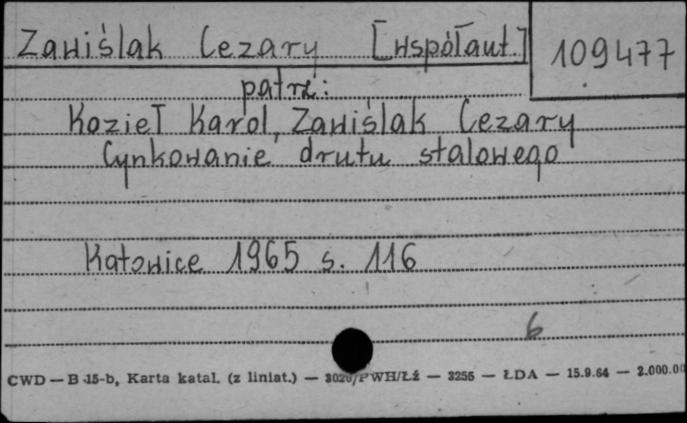 Zawiślak Cezary [współaut.]
109477
patrz:
Kozieł Karol, Zawiślak Cezary
Cynkowanie drutu stalowego
Katowice 1965 s. 116
6
CWD — B-15-b, Karta katal. (z liniat.) — 3026/PWH/Łź — 3255 — ŁDA — 15.9.64 — 2.000.00